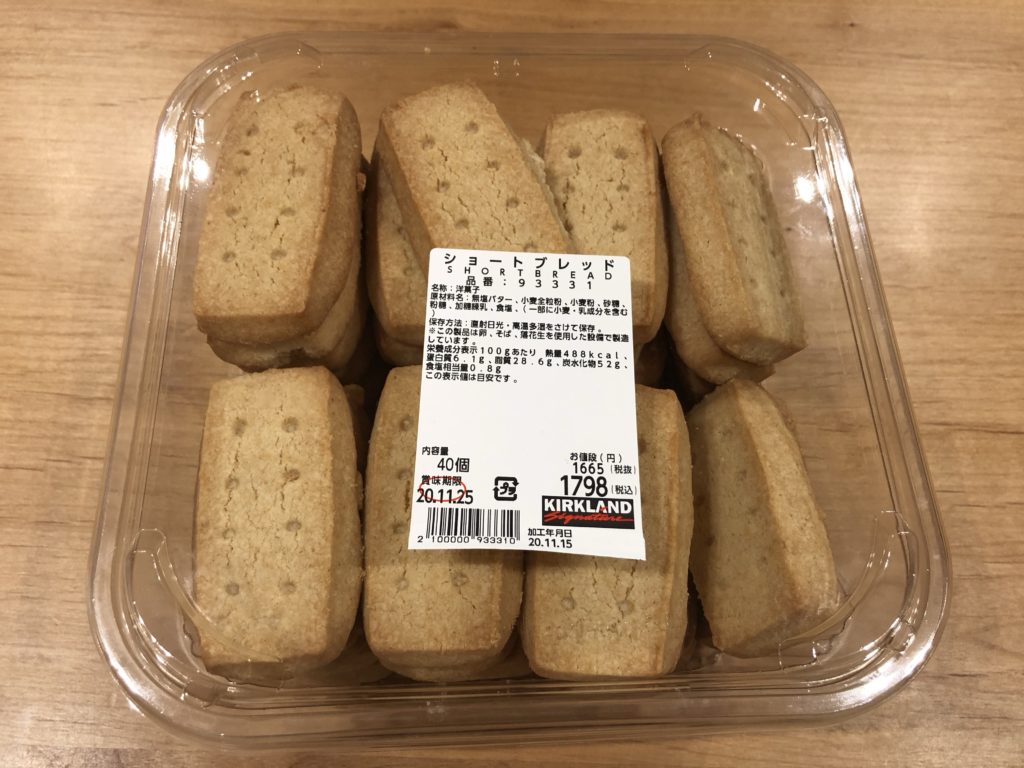 ショートブレッド
SHORTBREAD
品番:93331
名称:洋菓子
原材料名:無塩バター、小麦全粒粉、小麦粉、砂糖、
粉糖、加糖練乳、食塩、(一部に小麦・乳成分を含む
)
保存方法:直射日光・高温多湿をさけて保存。
※この製品は卵、そば、落花生を使用した設備で製造
しています。
栄養成分表示100gあたり 熱量488kcal、
蛋白質6.1g、脂質28.6g、炭水化物52g、
食塩相当量0.8g
この表示値は目安です。
内容量
40個
お値段(円)
1665(税抜)
1798(税込)
賞味期限
20.11.25
プラ
KIRKLAND
Signature
2 100000 933310
加工年月日
20.11.15